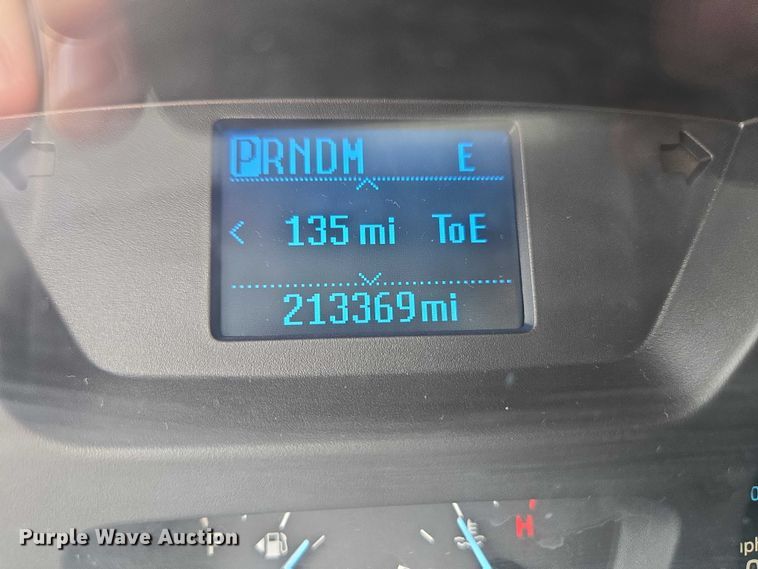 PRNDM E
135 mi ToE
213369mi
H
Purple Wave Auction